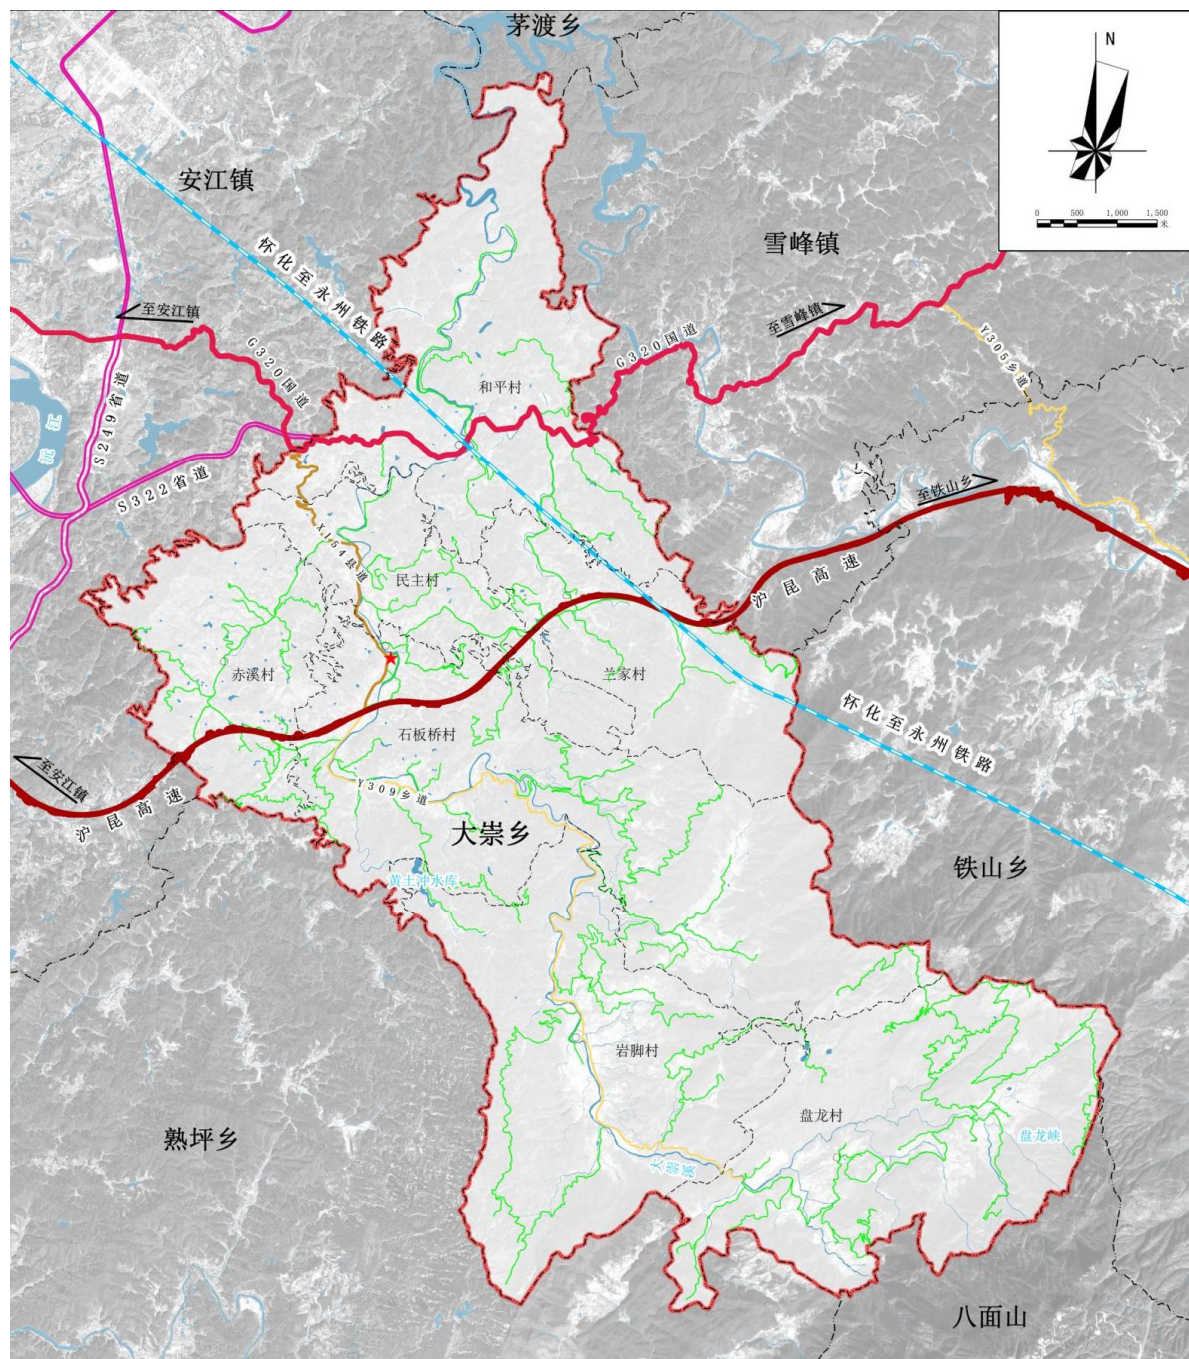 茅渡乡
N
0 500 1,000 1,500
米
安江镇
雪峰镇
怀化至永州铁路
至安江镇
至雪峰镇
G320国道
G320国道
Y305乡道
S249省道
沅江
和平村
S322省道
至铁山乡
X154县道
民主村
沪昆高速
赤溪村
兰家村
石板桥村
怀化至永州铁路
至安江镇
沪昆高速
Y309乡道
大崇乡
铁山乡
黄土冲水库
岩脚村
盘龙村
盘龙峡
熟坪乡
大崇溪
八面山